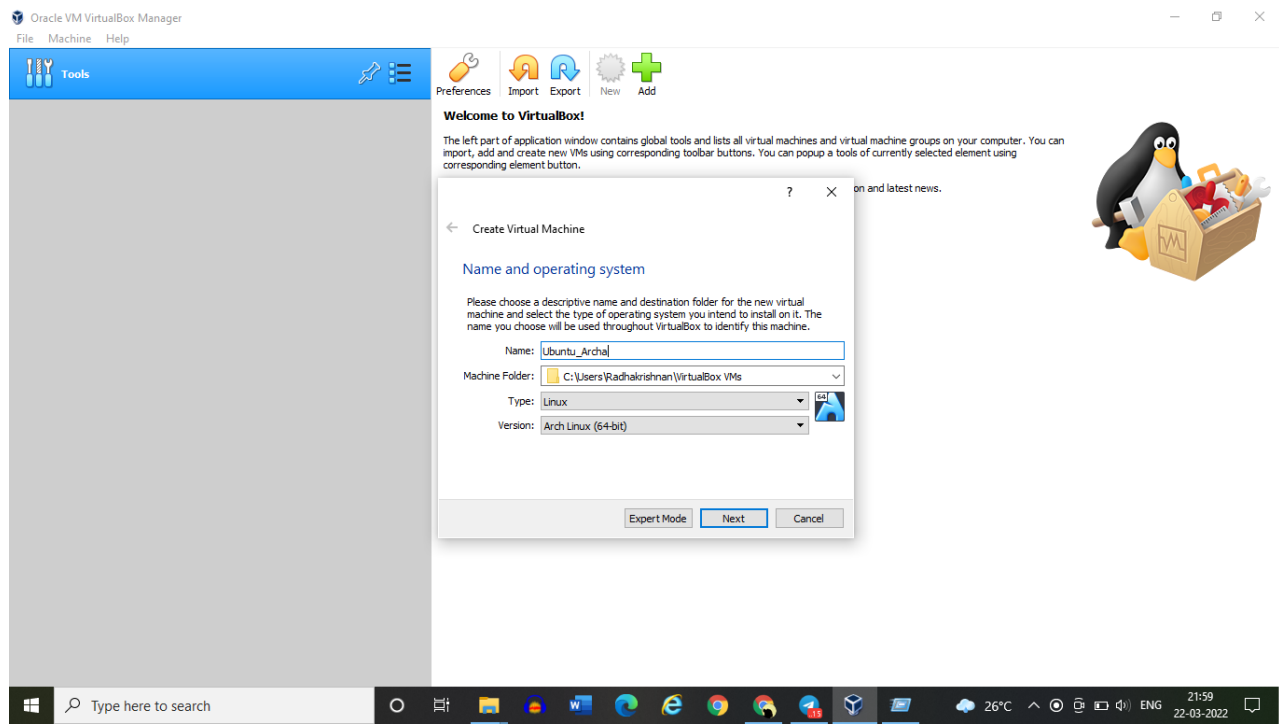 Oracle VM VirtualBox Manager
File Machine Help
Tools
Preferences Import Export New Add
Welcome to VirtualBox!
The left part of application window contains global tools and lists all virtual machines and virtual machine groups on your computer. You can
import, add and create new VMs using corresponding toolbar buttons. You can popup a tools of currently selected element using
corresponding element button.
on and latest news.
?
Create Virtual Machine
Name and operating system
Please choose a descriptive name and destination folder for the new virtual
machine and select the type of operating system you intend to install on it. The
name you choose will be used throughout VirtualBox to identify this machine.
Name: Ubuntu_Archa
Machine Folder: C:\Users\Radhakrishnan\VirtualBox VMs
Type: Linux
64
Version: Arch Linux (64-bit)
Expert Mode Next Cancel
Type here to search
26°C
ENG
21:59
22-03-2022